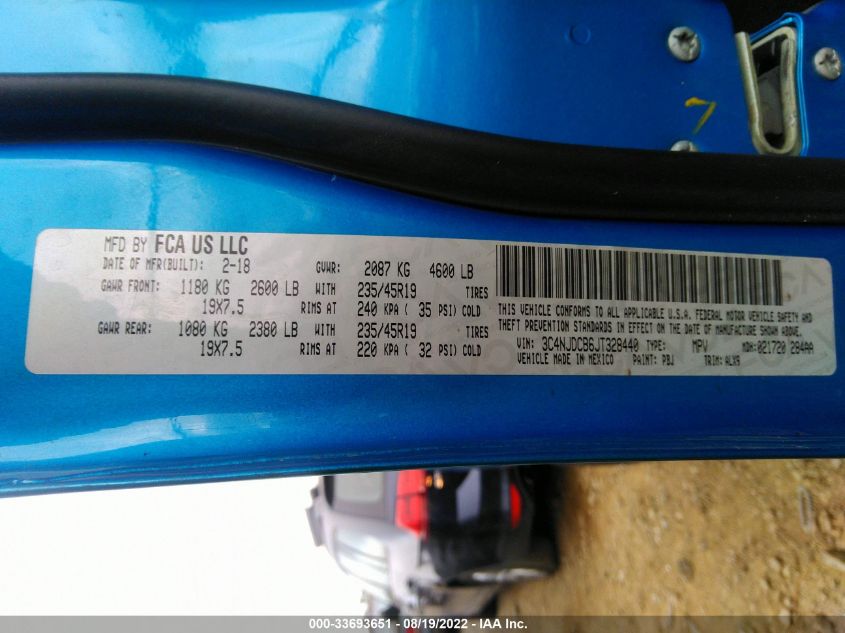 MFD BY FCA US LLC
DATE OF MFR(BUILT): 2-18 GVWR: 2087 KG 4600 LB
GAWR FRONT: 1180 KG 2600 LB WITH 235/45R19 TIRES
19X7.5 RIMS AT 240 KPA ( 35 PSI) COLD
GAWR REAR: 1080 KG 2380 LB WITH 235/45R19 TIRES
19X7.5 RIMS AT 220 KPA ( 32 PSI) COLD
THIS VEHICLE CONFORMS TO ALL APPLICABLE U.S.A. FEDERAL MOTOR VEHICLE SAFETY AND
THEFT PREVENTION STANDARDS IN EFFECT ON THE DATE OF MANUFACTURE SHOWN ABOVE.
VIN: 3C4NJDCB6JT328440 TYPE: MPV MDH: 021720 284AA
VEHICLE MADE IN MEXICO PAINT: PBJ TRIM: ALX9
7
000-33693651 - 08/19/2022 - IAA Inc.